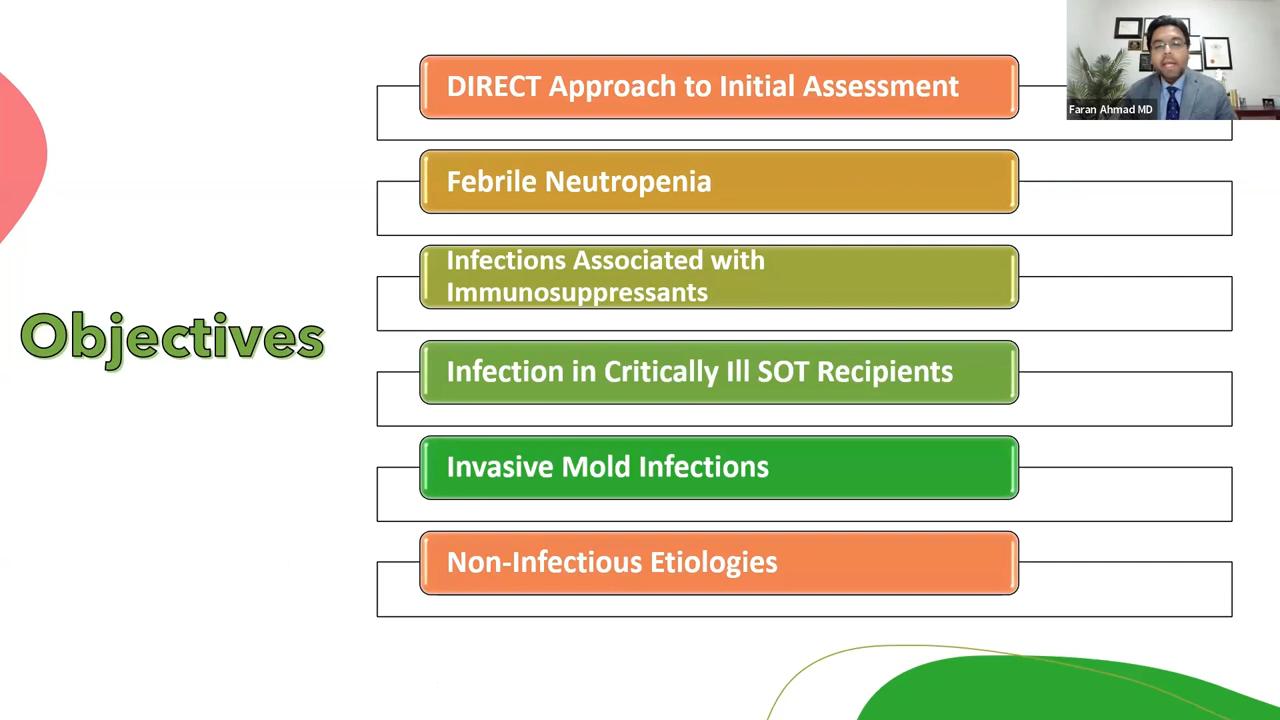 DIRECT Approach to Initial Assessment
Faran Ahmad MD
Febrile Neutropenia
Infections Associated with
Immunosuppressants
Objectives
Infection in Critically Ill SOT Recipients
Invasive Mold Infections
Non-Infectious Etiologies